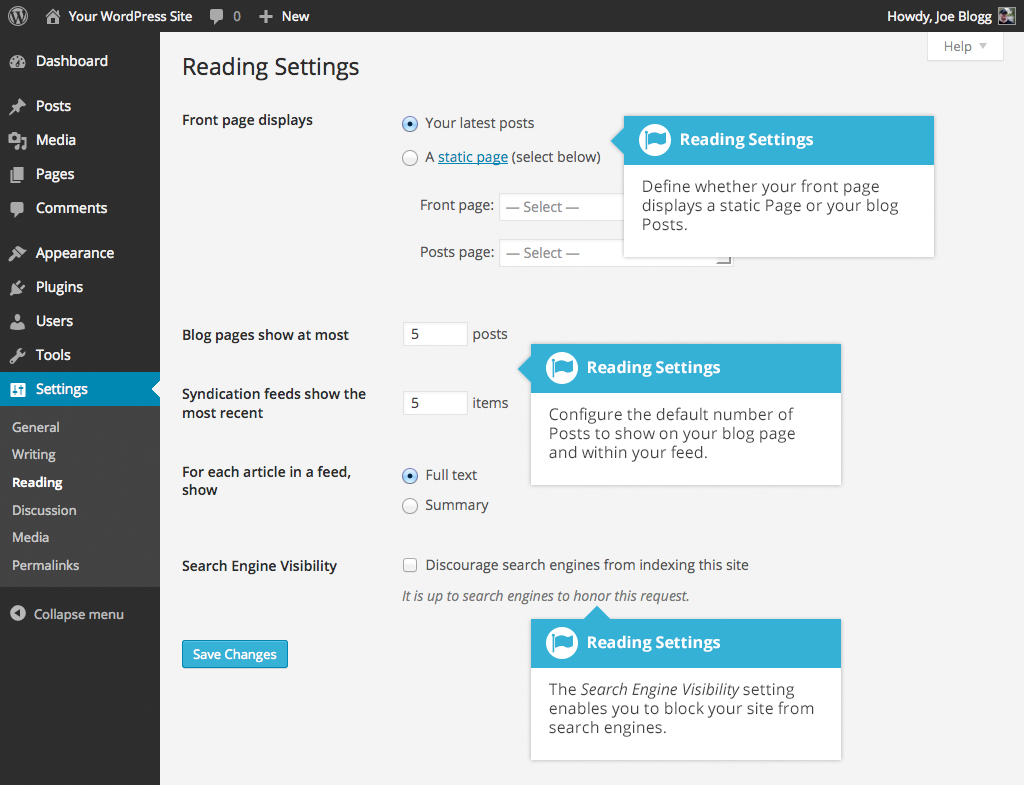 Your WordPress Site 0 New Howdy, Joe Blogg
Help
Dashboard
Posts
Media
Pages
Comments
Appearance
Plugins
Users
Tools
Settings
General
Writing
Reading
Discussion
Media
Permalinks
Collapse menu
Reading Settings
Front page displays
Your latest posts
A static page (select below)
Front page: — Select —
Posts page: — Select —
Reading Settings
Define whether your front page
displays a static Page or your blog
Posts.
Blog pages show at most 5 posts
Syndication feeds show the
most recent
5 items
Reading Settings
Configure the default number of
Posts to show on your blog page
and within your feed.
For each article in a feed,
show
Full text
Summary
Search Engine Visibility
Discourage search engines from indexing this site
It is up to search engines to honor this request.
Reading Settings
The Search Engine Visibility setting
enables you to block your site from
search engines.
Save Changes